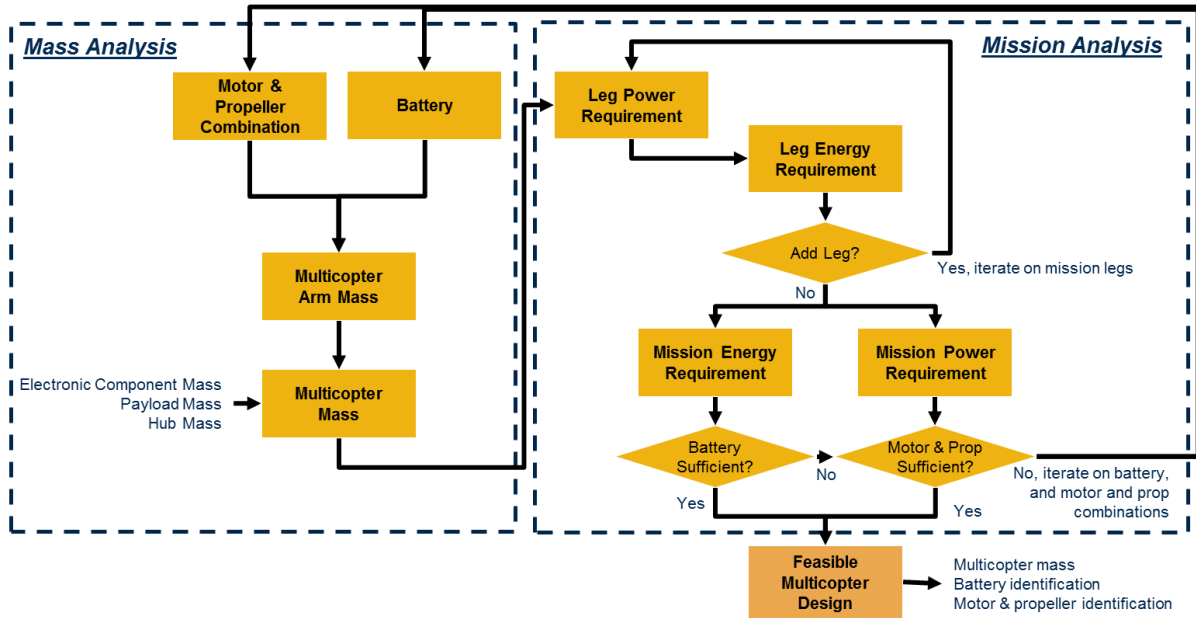 Mass Analysis
Motor &
Propeller
Combination
Battery
Multicopter
Arm Mass
Electronic Component Mass
Payload Mass
Hub Mass
Multicopter
Mass
Mission Analysis
Leg Power
Requirement
Leg Energy
Requirement
Add Leg?
Yes, iterate on mission legs
No
Mission Energy
Requirement
Mission Power
Requirement
Battery
Sufficient?
No
Motor & Prop
Sufficient?
No, iterate on battery,
and motor and prop
combinations
Yes
Yes
Feasible
Multicopter
Design
Multicopter mass
Battery identification
Motor & propeller identification